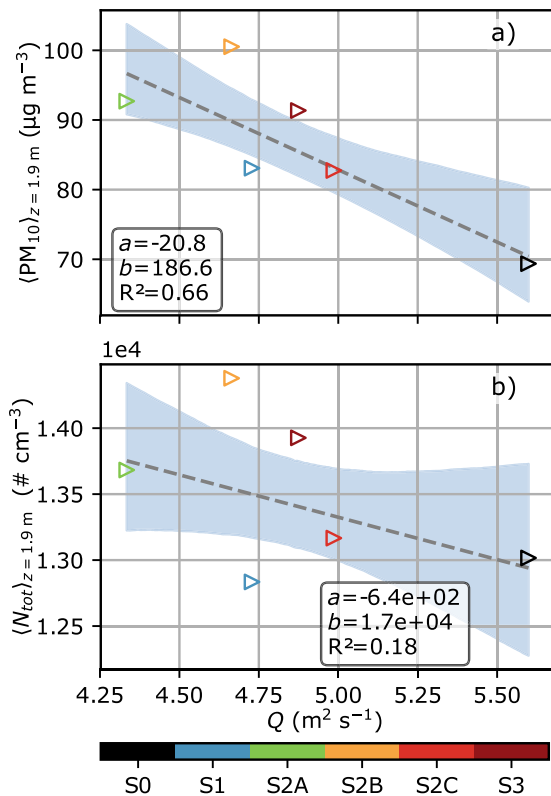 a)
100
90
80
70
⟨PM₁₀⟩z = 1.9 m (µg m⁻³)
a=-20.8
b=186.6
R²=0.66
1e4
b)
1.40
1.35
1.30
1.25
⟨Ntot⟩z = 1.9 m (# cm⁻³)
a=-6.4e+02
b=1.7e+04
R²=0.18
4.25 4.50 4.75 5.00 5.25 5.50
Q (m² s⁻¹)
S0 S1 S2A S2B S2C S3